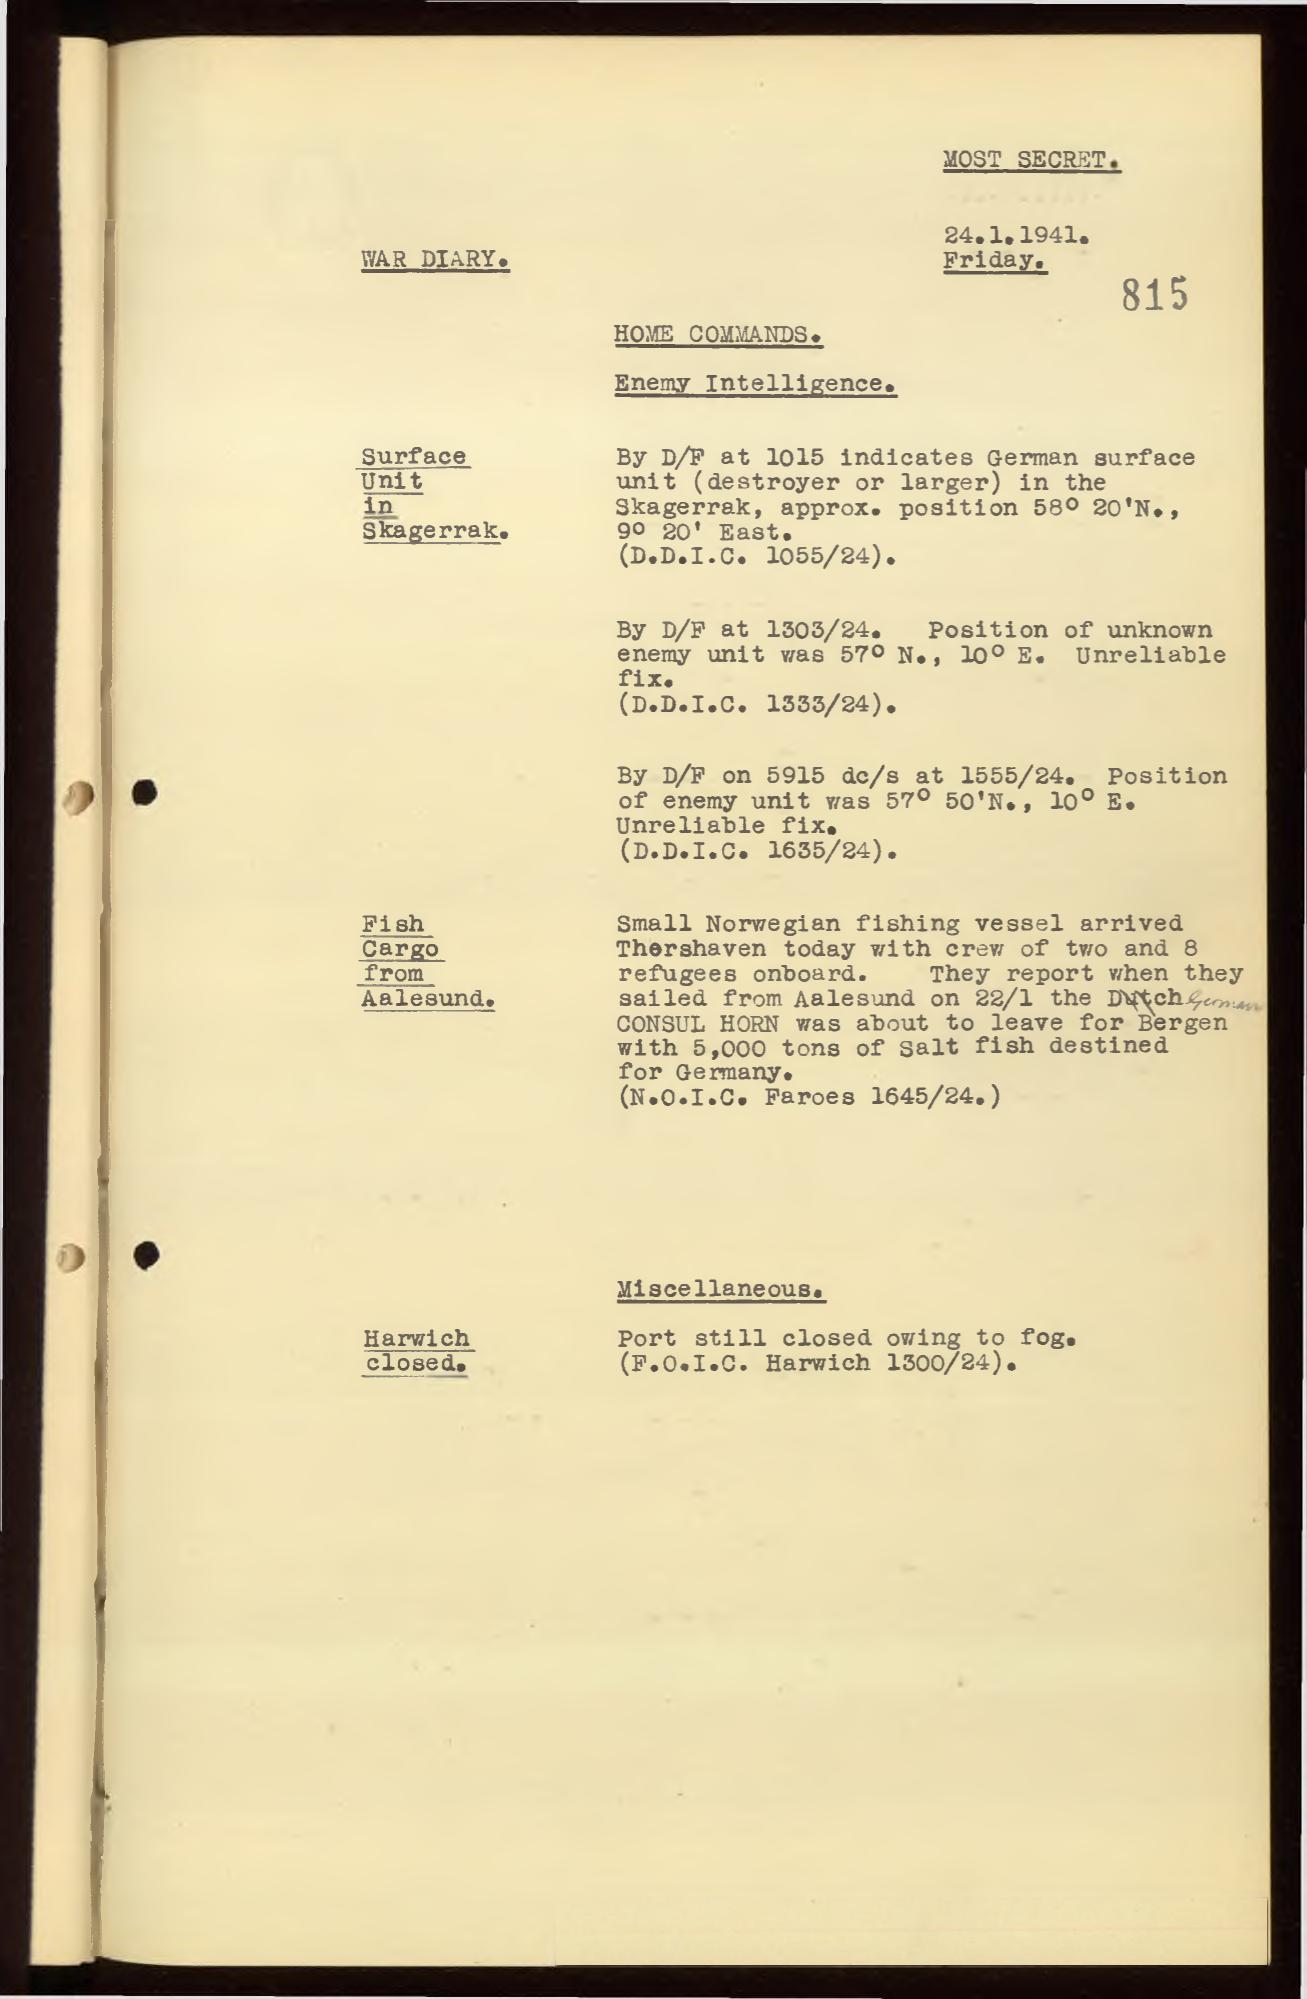 MOST SECRET.
24.1.1941.
WAR DIARY.
Friday.
815
HOME COMMANDS.
Enemy Intelligence.
Surface
Unit
in
Skagerrak.
By D/F at 1015 indicates German surface
unit (destroyer or larger) in the
Skagerrak, approx. position 58° 20'N.,
9° 20' East.
(D.D.I.C. 1055/24).
By D/F at 1303/24. Position of unknown
enemy unit was 57° N., 10° E. Unreliable
fix.
(D.D.I.C. 1333/24).
By D/F on 5915 dc/s at 1555/24. Position
of enemy unit was 57° 50'N., 10° E.
Unreliable fix.
(D.D.I.C. 1635/24).
Fish
Cargo
from
Aalesund.
Small Norwegian fishing vessel arrived
Thorshaven today with crew of two and 8
refugees onboard. They report when they
sailed from Aalesund on 22/1 the Dutch German
CONSUL HORN was about to leave for Bergen
with 5,000 tons of Salt fish destined
for Germany.
(N.O.I.C. Faroes 1645/24.)
Miscellaneous.
Harwich
closed.
Port still closed owing to fog.
(F.O.I.C. Harwich 1300/24).